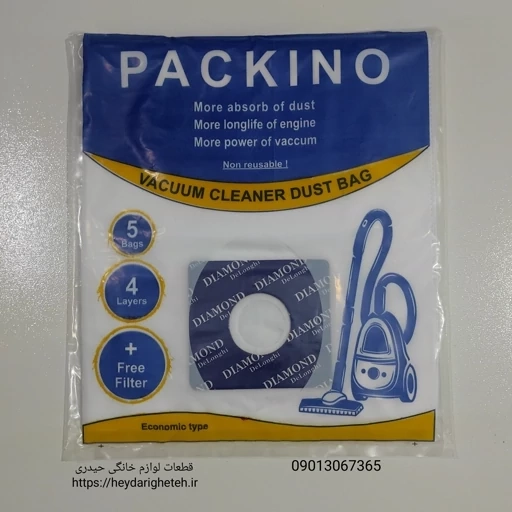 PACKINO
More absorb of dust
More longlife of engine
More power of vaccum
Non reusable !
VACUUM CLEANER DUST BAG
5
Bags
4
Layers
+
Free
Filter
DIAMOND
DeLonghi
DIAMOND
DeLonghi
DIAMOND
DeLonghi
DIAMOND
DeLonghi
DIAMOND
DeLonghi
Economic type
قطعات لوازم خانگی حیدری
09013067365
https://heydarigheteh.ir